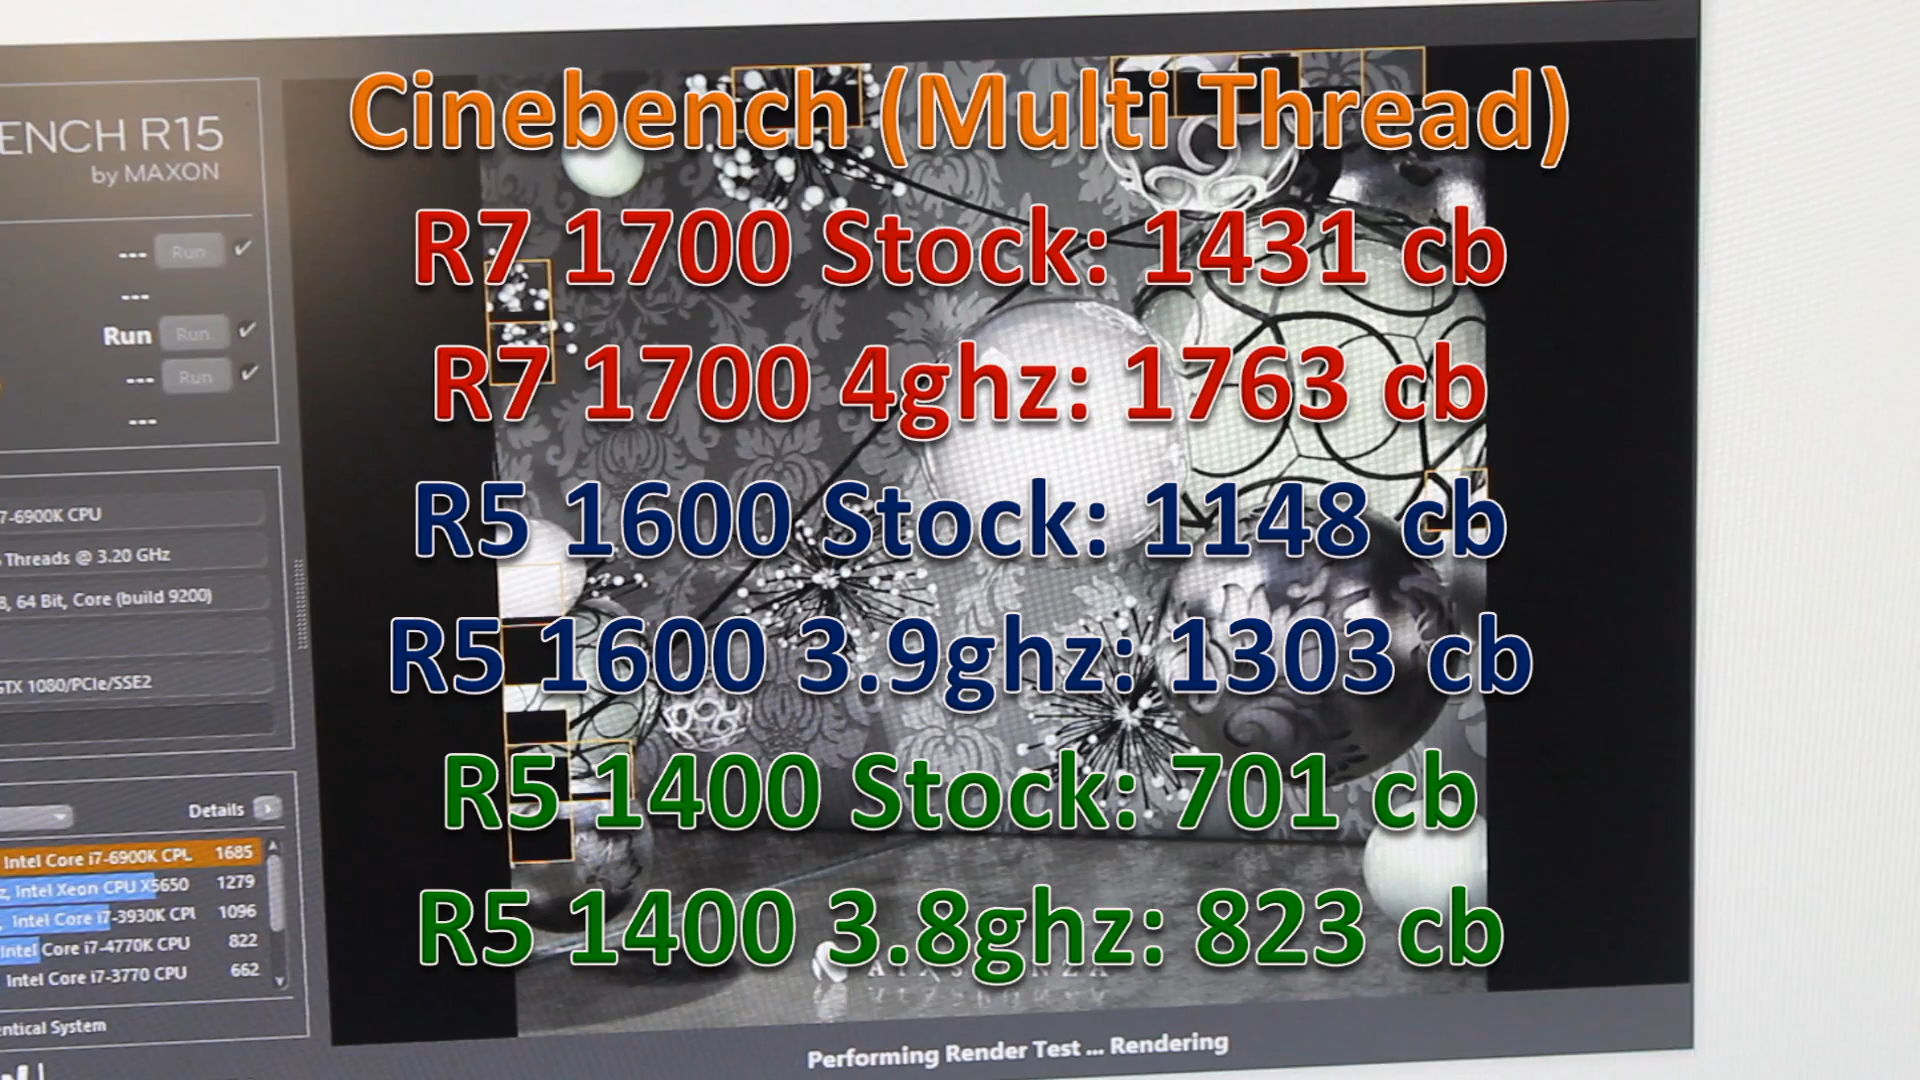 Cinebench (Multi Thread)
R7 1700 Stock: 1431 cb
R7 1700 4ghz: 1763 cb
R5 1600 Stock: 1148 cb
R5 1600 3.9ghz: 1303 cb
R5 1400 Stock: 701 cb
R5 1400 3.8ghz: 823 cb
ENCH R15
by MAXON
--- Run
---
Run Run
--- Run
---
7-6900K CPU
Threads @ 3.20 GHz
, 64 Bit, Core (build 9200)
TX 1080/PCIe/SSE2
Details
Intel Core i7-6900K CPU 1685
z, Intel Xeon CPU X5650 1279
, Intel Core i7-3930K CPU 1096
Intel Core i7-4770K CPU 822
Intel Core i7-3770 CPU 662
entical System
AIXSPONZA
Performing Render Test ... Rendering